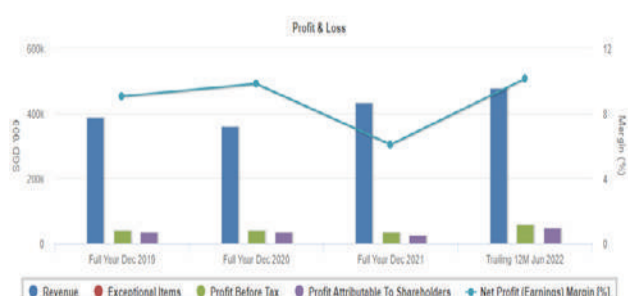 Profit & Loss
600k
400k
200k
0
SGD '000
12
8
4
0
Margin (%)
Full Year Dec 2019
Full Year Dec 2020
Full Year Dec 2021
Trailing 12M Jun 2022
Revenue
Exceptional Items
Profit Before Tax
Profit Attributable To Shareholders
Net Profit (Earnings) Margin [%]